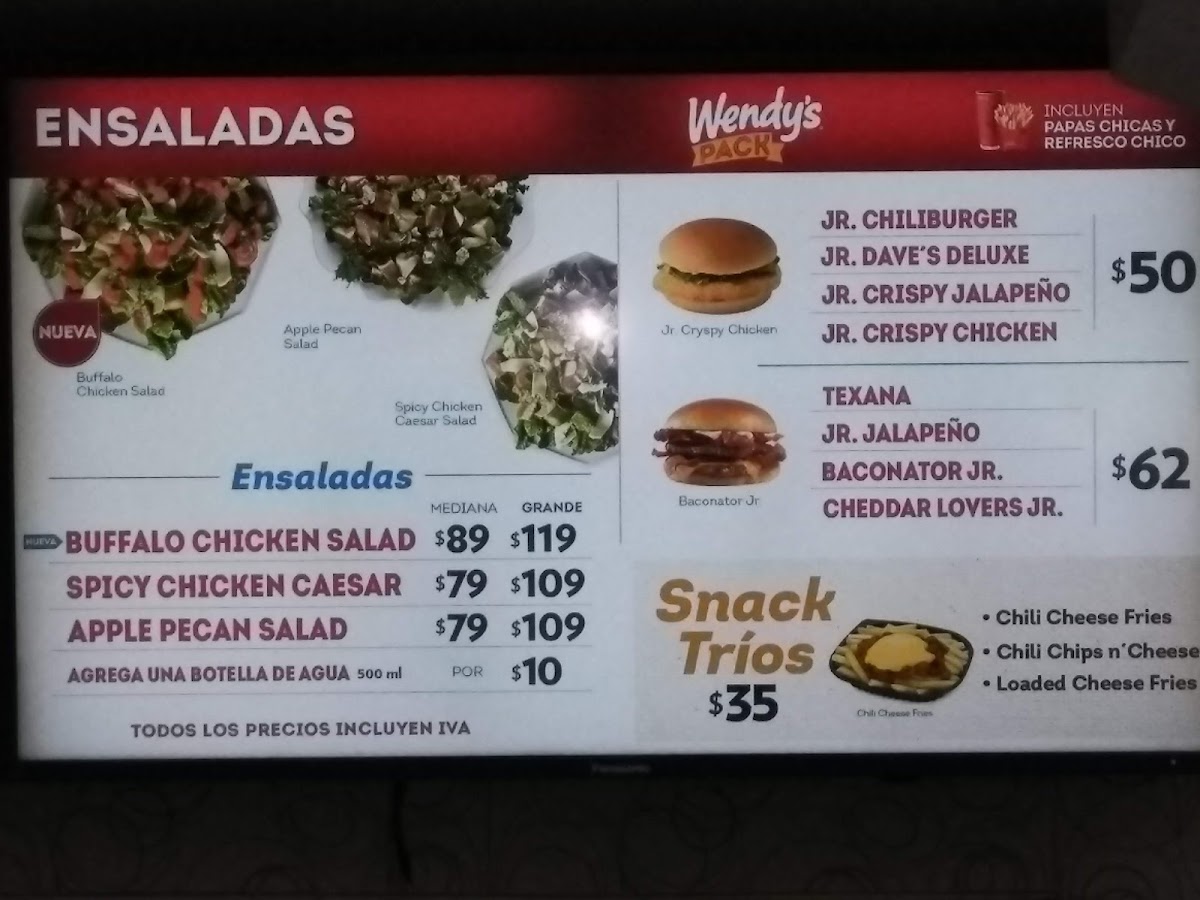 ENSALADAS
Wendy's
PACK
INCLUYEN
PAPAS CHICAS Y
REFRESCO CHICO
NUEVA
Buffalo
Chicken Salad
Apple Pecan
Salad
Spicy Chicken
Caesar Salad
Ensaladas
MEDIANA GRANDE
NUEVA BUFFALO CHICKEN SALAD $89 $119
SPICY CHICKEN CAESAR $79 $109
APPLE PECAN SALAD $79 $109
AGREGA UNA BOTELLA DE AGUA 500 ml POR $10
TODOS LOS PRECIOS INCLUYEN IVA
Jr. Cryspy Chicken
JR. CHILIBURGER
JR. DAVE´S DELUXE
JR. CRISPY JALAPEÑO
JR. CRISPY CHICKEN
$50
Baconator Jr
TEXANA
JR. JALAPEÑO
BACONATOR JR.
CHEDDAR LOVERS JR.
$62
Snack
Tríos
$35
Chili Cheese Fries
• Chili Cheese Fries
• Chili Chips n´Cheese
• Loaded Cheese Fries
Panasonic